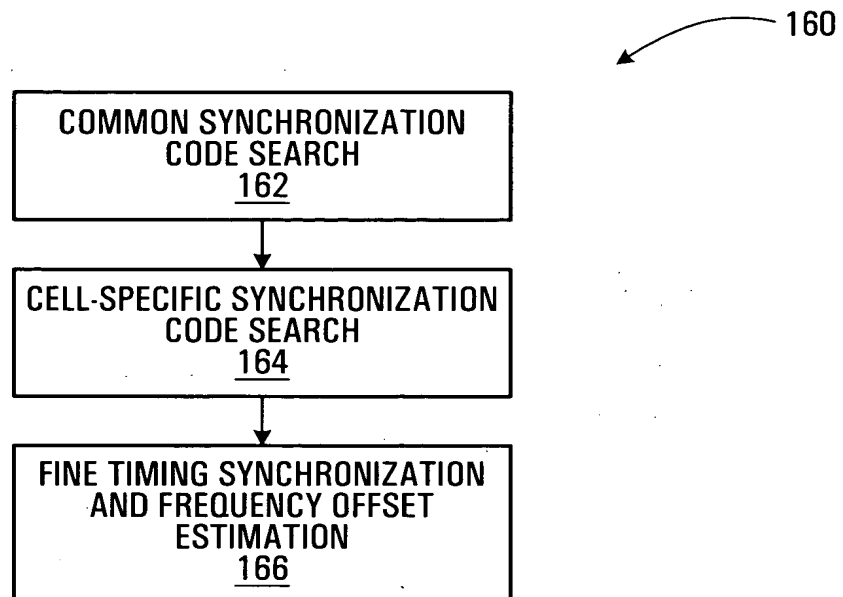 160
COMMON SYNCHRONIZATION
CODE SEARCH
162
CELL-SPECIFIC SYNCHRONIZATION
CODE SEARCH
164
FINE TIMING SYNCHRONIZATION
AND FREQUENCY OFFSET
ESTIMATION
166